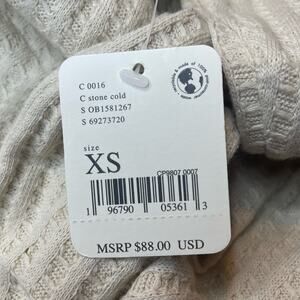 C 0016
C stone cold
S OB1581267
S 69273720
size
XS
CP9807 0007
1 96790 05361 3
MSRP $88.00 USD